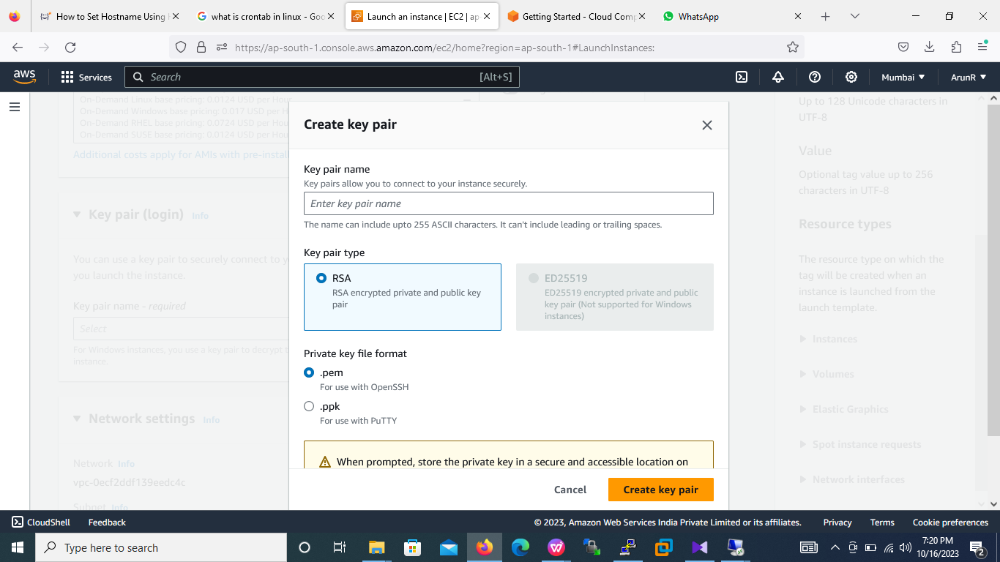 How to Set Hostname Using
what is crontab in linux - Goo
Launch an instance | EC2 | ap
Getting Started - Cloud Comp
WhatsApp
https://ap-south-1.console.aws.amazon.com/ec2/home?region=ap-south-1#LaunchInstances:
aws
Services
Search
[Alt+S]
Mumbai
ArunR
On-Demand Linux base pricing: 0.0124 USD per Hour
On-Demand Windows base pricing: 0.017 USD per H
On-Demand RHEL base pricing: 0.0724 USD per Hou
On-Demand SUSE base pricing: 0.0124 USD per Hou
Additional costs apply for AMIs with pre-install
Key pair (login) Info
You can use a key pair to securely connect to y
you launch the instance.
Key pair name - required
Select
For Windows instances, you use a key pair to decrypt t
instance.
Network settings Info
Network Info
vpc-0ecf2ddf139eedc4c
Subnet Info
Create key pair
Key pair name
Key pairs allow you to connect to your instance securely.
Enter key pair name
The name can include upto 255 ASCII characters. It can't include leading or trailing spaces.
Key pair type
RSA
RSA encrypted private and public key
pair
ED25519
ED25519 encrypted private and public
key pair (Not supported for Windows
instances)
Private key file format
.pem
For use with OpenSSH
.ppk
For use with PuTTY
When prompted, store the private key in a secure and accessible location on
Cancel
Create key pair
Up to 128 Unicode characters in
UTF-8
Value
Optional tag value up to 256
characters in UTF-8
Resource types
The resource type on which the
tag will be created when an
instance is launched from the
launch template.
Instances
Volumes
Elastic Graphics
Spot instance requests
Network interfaces
CloudShell
Feedback
© 2023, Amazon Web Services India Private Limited or its affiliates.
Privacy
Terms
Cookie preferences
Type here to search
7:20 PM
10/16/2023
2